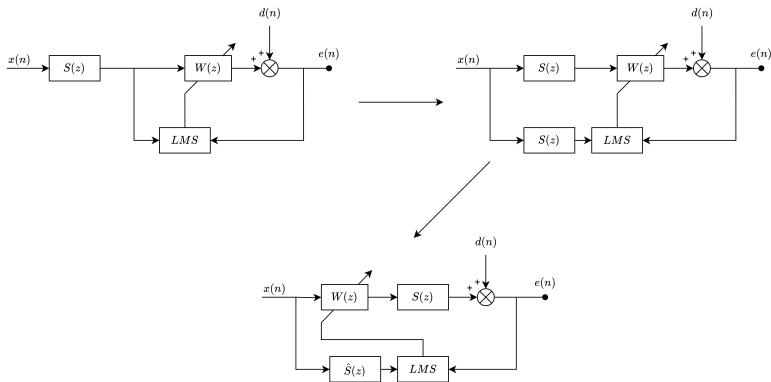 d(n)
x(n)
S(z)
W(z)
+
+
e(n)
LMS
d(n)
x(n)
S(z)
W(z)
+
+
e(n)
S(z)
LMS
d(n)
x(n)
W(z)
S(z)
+
+
e(n)
Ŝ(z)
LMS